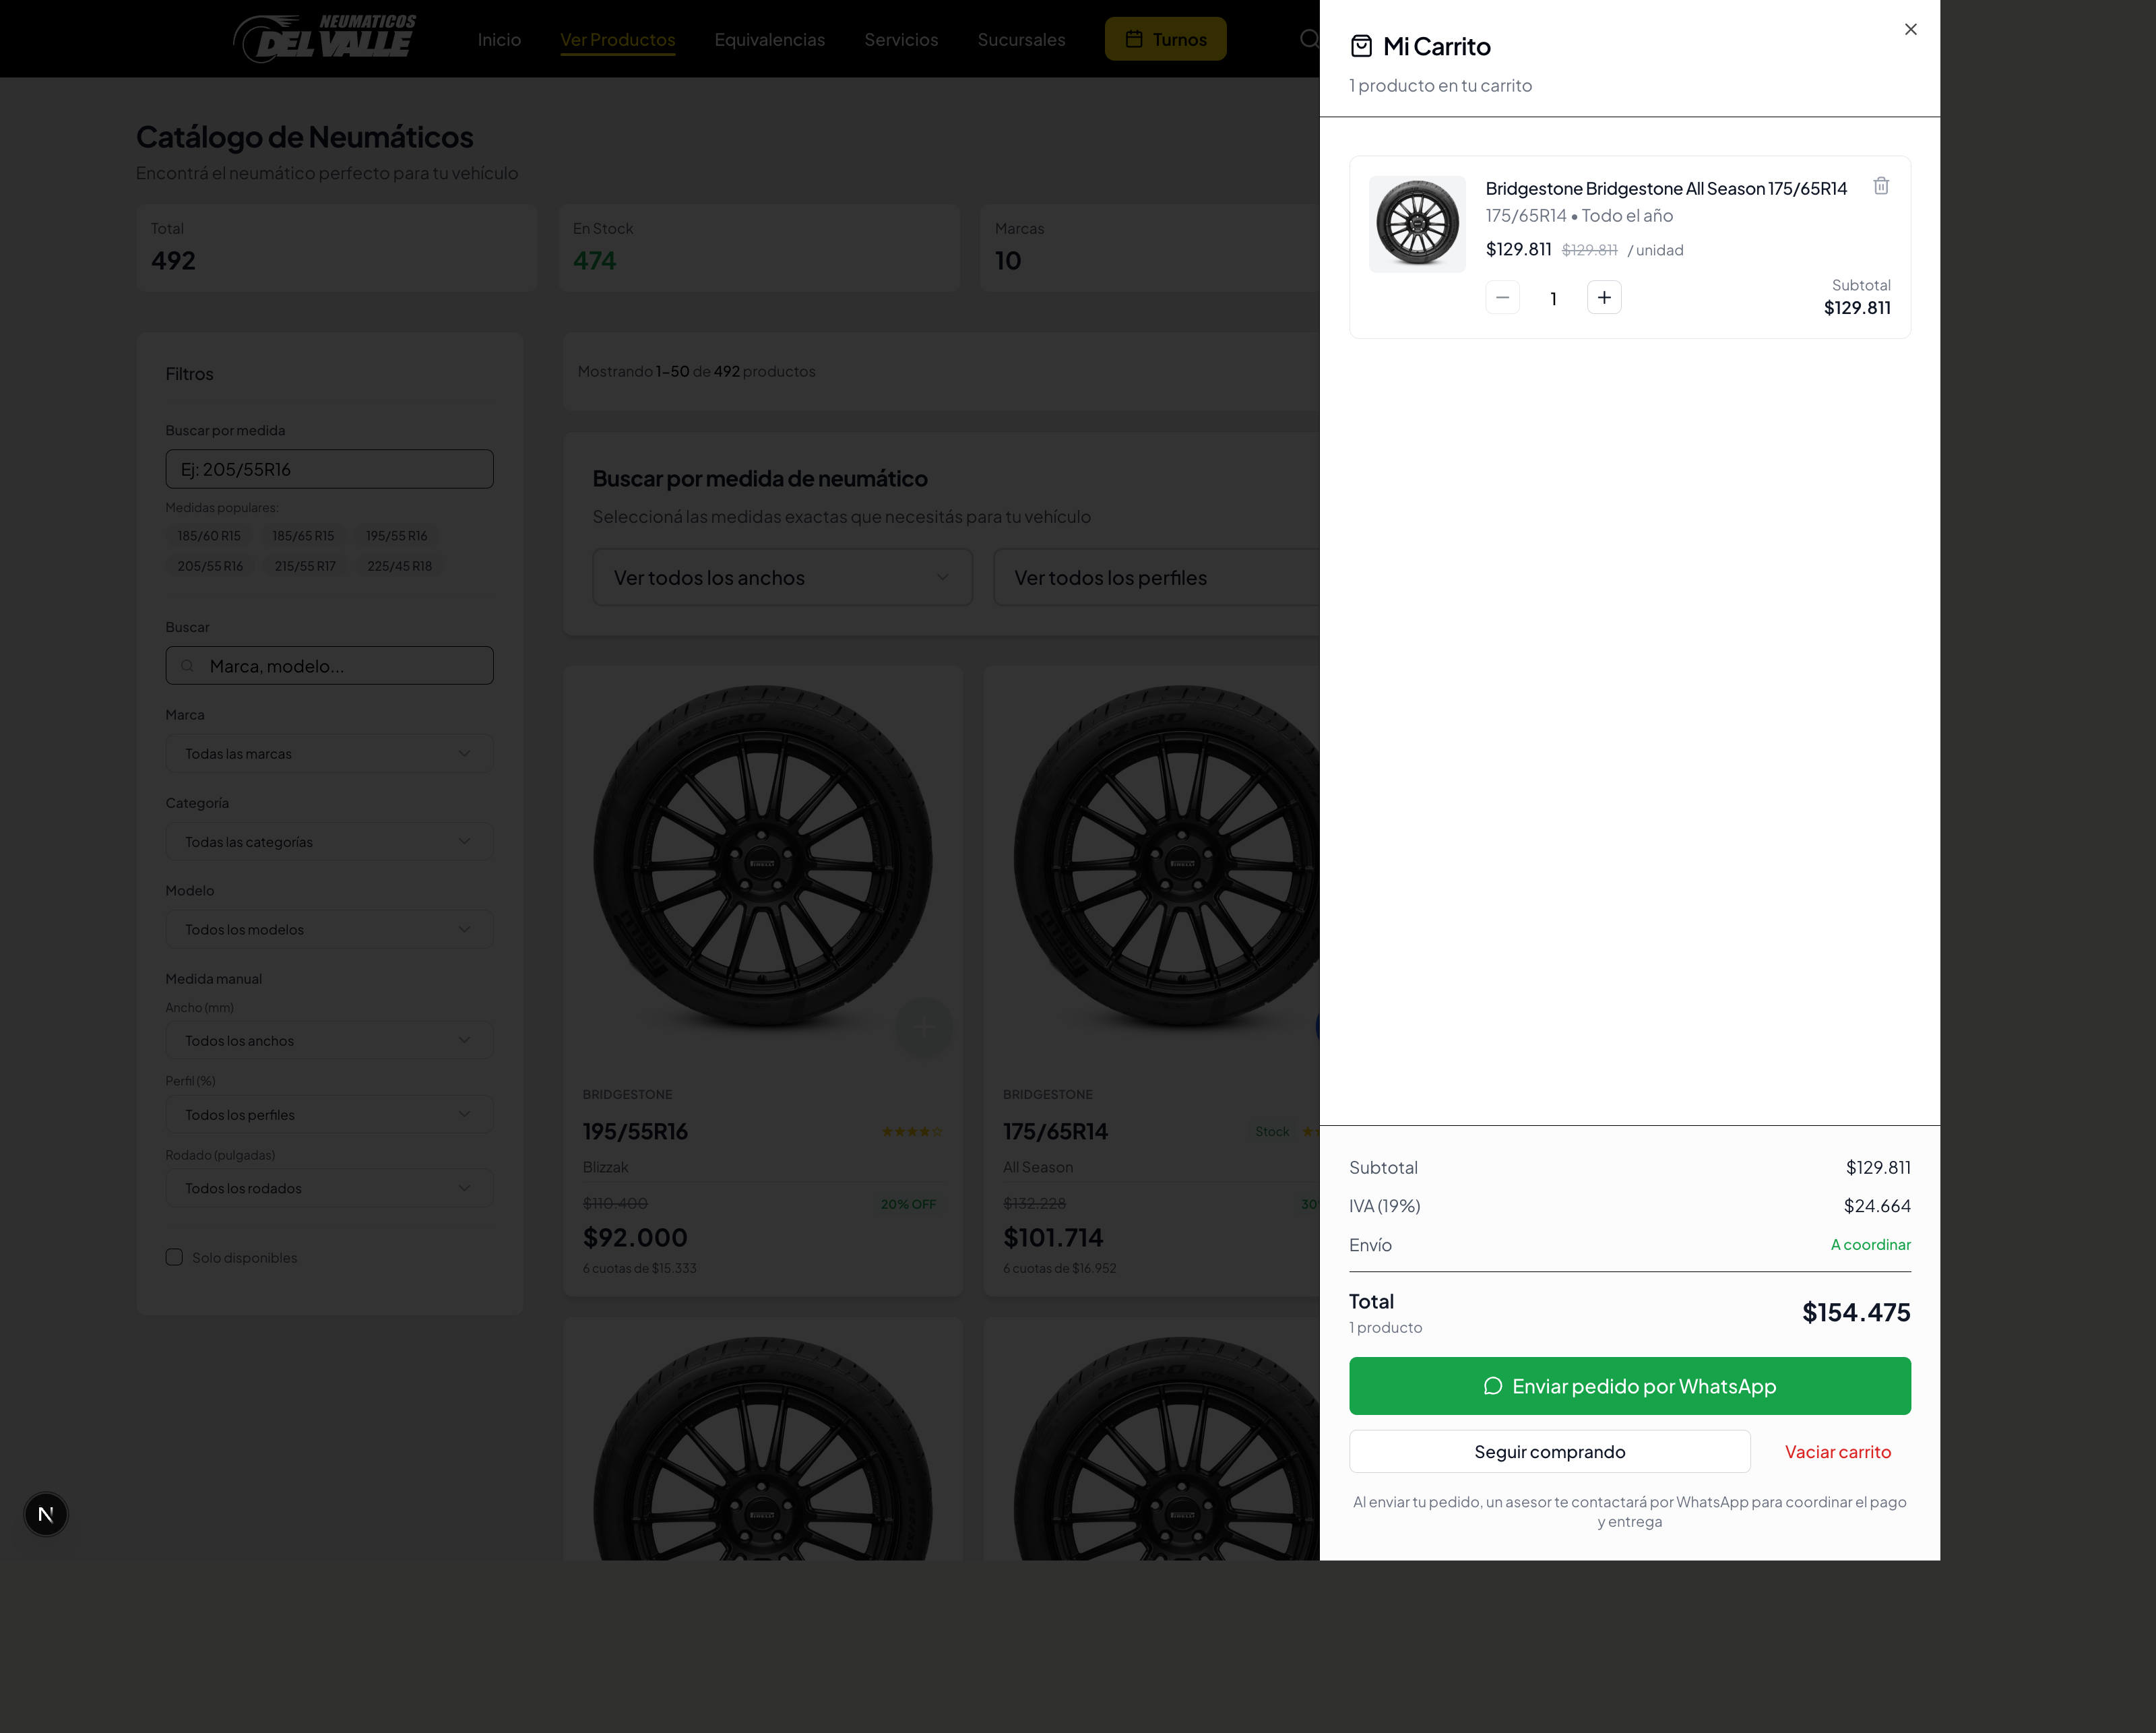 NEUMATICOS
DEL VALLE
Inicio
Ver Productos
Equivalencias
Servicios
Sucursales
Turnos
Catálogo de Neumáticos
Encontrá el neumático perfecto para tu vehículo
Total
492
En Stock
474
Marcas
10
Filtros
Buscar por medida
Ej: 205/55R16
Medidas populares:
185/60 R15 185/65 R15 195/55 R16
205/55 R16 215/55 R17 225/45 R18
Buscar
Marca, modelo...
Marca
Todas las marcas
Categoría
Todas las categorías
Modelo
Todos los modelos
Medida manual
Ancho (mm)
Todos los anchos
Perfil (%)
Todos los perfiles
Rodado (pulgadas)
Todos los rodados
Solo disponibles
Mostrando 1-50 de 492 productos
Buscar por medida de neumático
Seleccioná las medidas exactas que necesitás para tu vehículo
Ver todos los anchos
Ver todos los perfiles
PIRELLI
BRIDGESTONE
195/55R16 ★★★★☆
Blizzak
$110.400 20% OFF
$92.000
6 cuotas de $15.333
PIRELLI
BRIDGESTONE
175/65R14 Stock
All Season
$132.228 30
$101.714
6 cuotas de $16.952
N
Mi Carrito
1 producto en tu carrito
Bridgestone Bridgestone All Season 175/65R14
175/65R14 • Todo el año
$129.811 $129.811 / unidad
1
Subtotal
$129.811
Subtotal $129.811
IVA (19%) $24.664
Envío A coordinar
Total
1 producto
$154.475
Enviar pedido por WhatsApp
Seguir comprando
Vaciar carrito
Al enviar tu pedido, un asesor te contactará por WhatsApp para coordinar el pago
y entrega